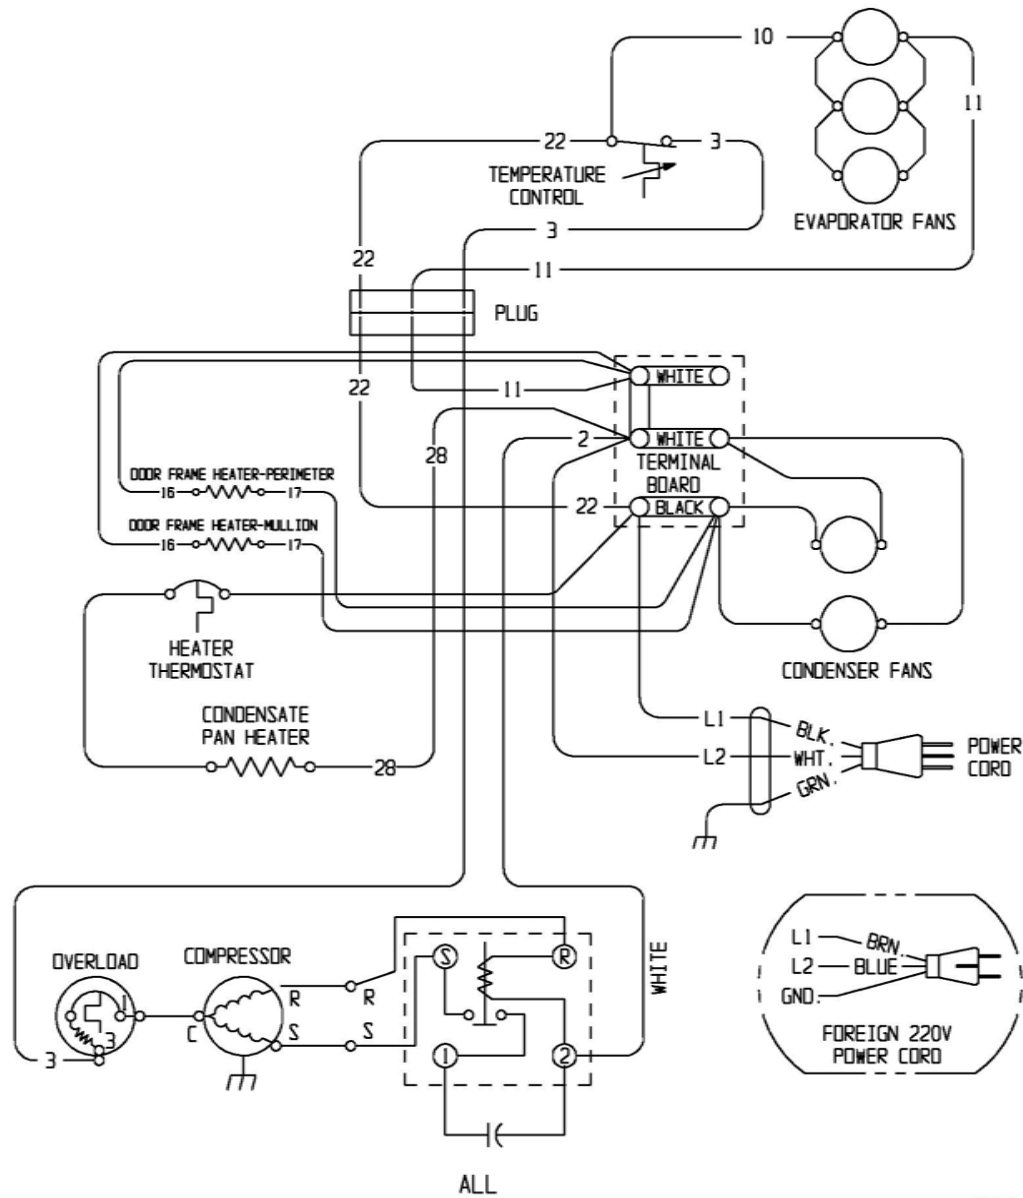 10
11
22
3
TEMPERATURE
CONTROL
EVAPORATOR FANS
3
22
11
PLUG
WHITE
22
11
2
WHITE
28
TERMINAL
BOARD
DOOR FRAME HEATER-PERIMETER
16
17
22
BLACK
DOOR FRAME HEATER-MULLION
16
17
HEATER
THERMOSTAT
CONDENSER FANS
CONDENSATE
PAN HEATER
28
L1
BLK.
L2
WHT.
GRN.
POWER
CORD
OVERLOAD
COMPRESSOR
R
R
S
S
C
1
3
3
S
R
1
2
WHITE
L1
BRN.
L2
BLUE
GND.
FOREIGN 220V
POWER CORD
ALL